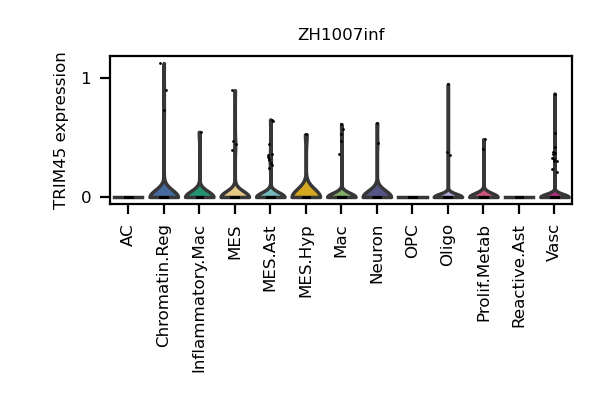 ZH1007inf
TRIM45 expression
1
0
AC
Chromatin.Reg
Inflammatory.Mac
MES
MES.Ast
MES.Hyp
Mac
Neuron
OPC
Oligo
Prolif.Metab
Reactive.Ast
Vasc